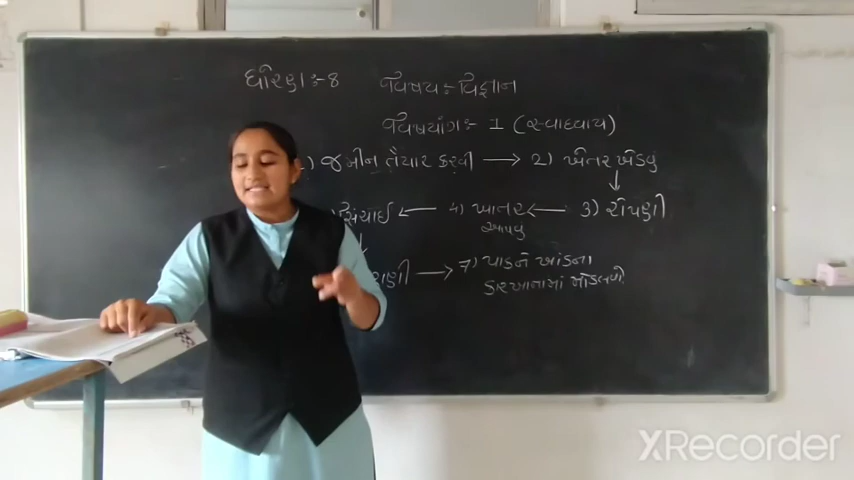 ધોરણ :- 8 વિષય :- વિજ્ઞાન
વિષયાંગ :- 1 (સ્વાધ્યાય)
) જમીન તૈયાર કરવી → 2) ખેતર ખેડવું
↓
સિંચાઈ ← 4) ખાતર આપવું ← 3) રોપણી
↓
ણી → 7) પાકને ખાંડના
કારખાનામાં મોકલવો
XRecorder